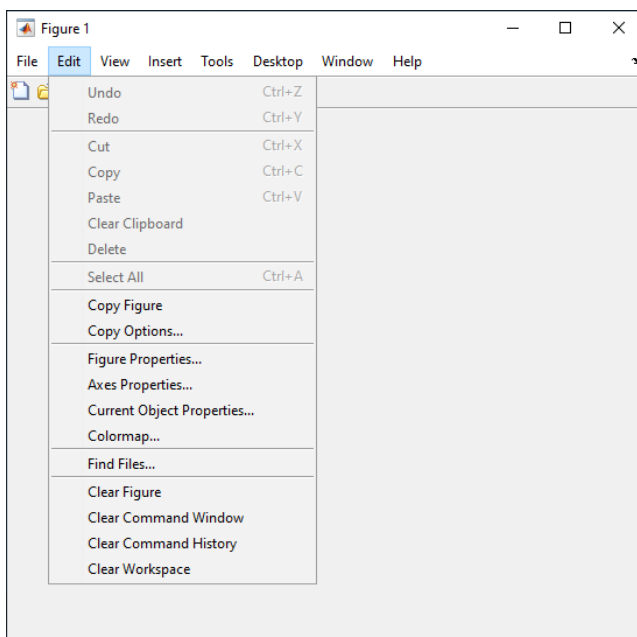 Figure 1
File Edit View Insert Tools Desktop Window Help
Undo Ctrl+Z
Redo Ctrl+Y
Cut Ctrl+X
Copy Ctrl+C
Paste Ctrl+V
Clear Clipboard
Delete
Select All Ctrl+A
Copy Figure
Copy Options...
Figure Properties...
Axes Properties...
Current Object Properties...
Colormap...
Find Files...
Clear Figure
Clear Command Window
Clear Command History
Clear Workspace